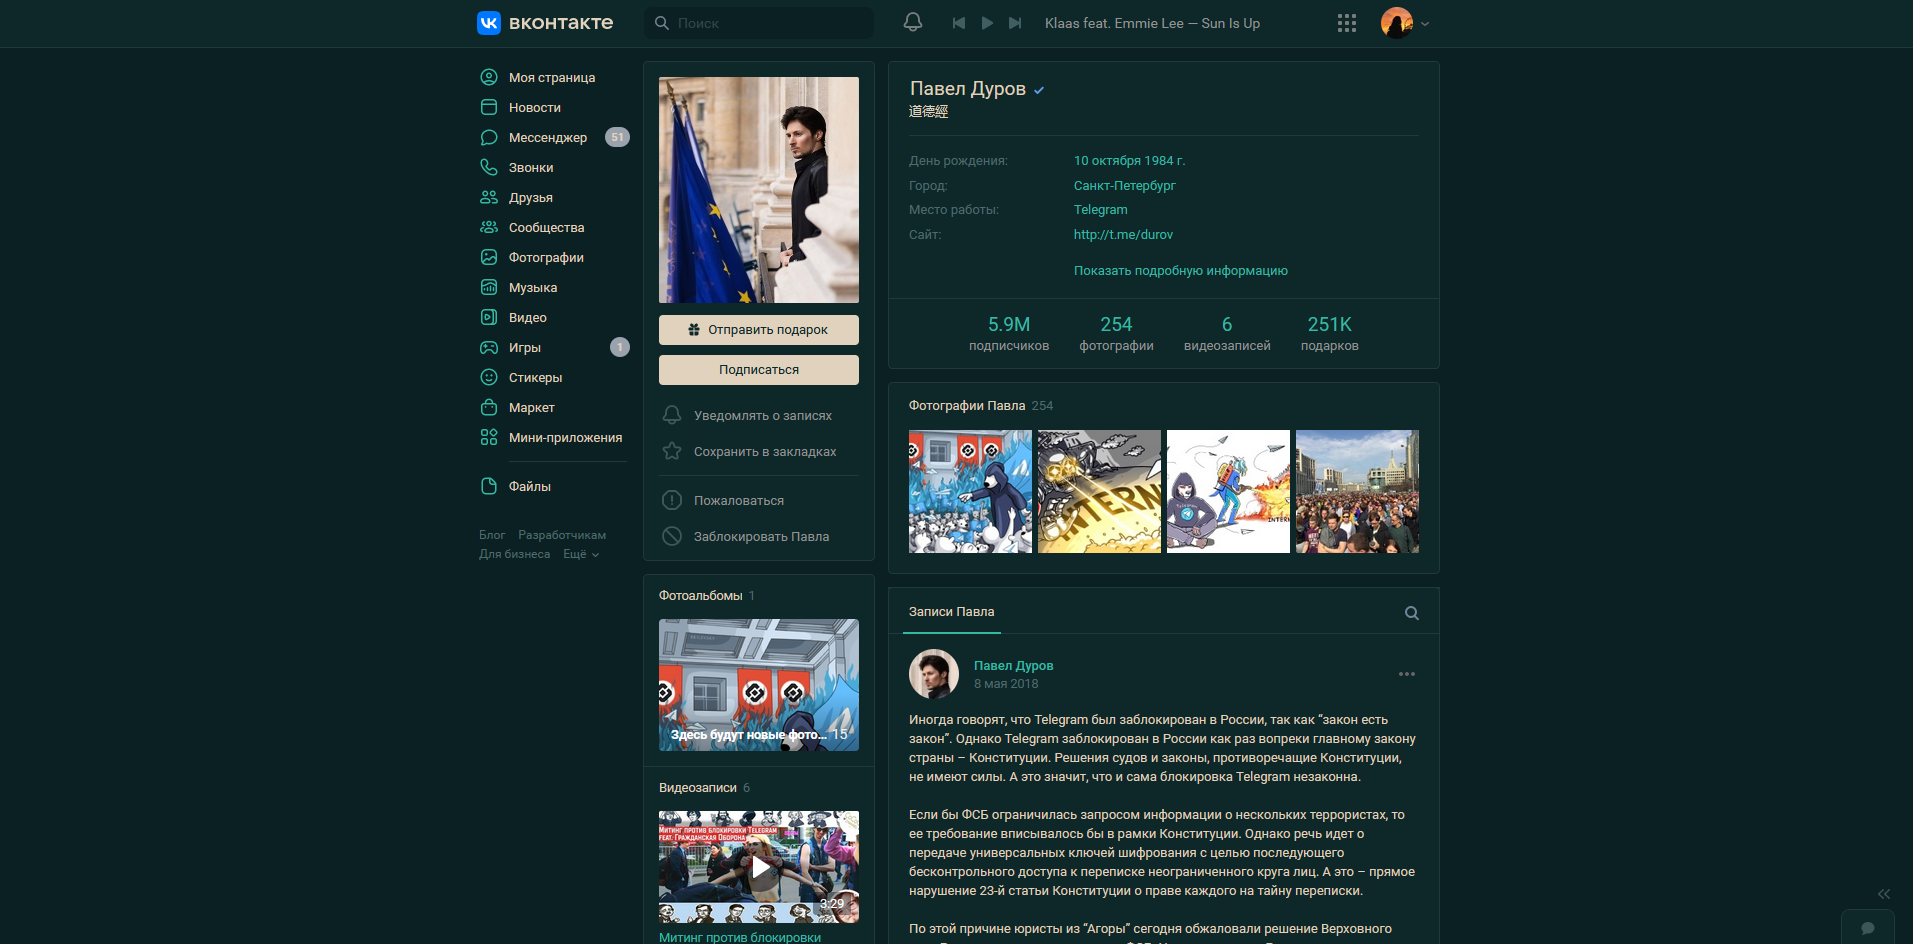 вконтакте
Поиск
Klaas feat. Emmie Lee — Sun Is Up
Моя страница
Новости
Мессенджер 51
Звонки
Друзья
Сообщества
Фотографии
Музыка
Видео
Игры 1
Стикеры
Маркет
Мини-приложения
Файлы
Блог Разработчикам
Для бизнеса Ещё
Отправить подарок
Подписаться
Уведомлять о записях
Сохранить в закладках
Пожаловаться
Заблокировать Павла
Фотоальбомы 1
Здесь будут новые фото... 15
Видеозаписи 6
Митинг против блокировки Telegram
feat. Гражданская Оборона
3:29
Митинг против блокировки
Павел Дуров
道德經
День рождения: 10 октября 1984 г.
Город: Санкт-Петербург
Место работы: Telegram
Сайт: http://t.me/durov
Показать подробную информацию
5.9M 254 6 251K
подписчиков фотографии видеозаписей подарков
Фотографии Павла 254
INTERN
Записи Павла
Павел Дуров
8 мая 2018
Иногда говорят, что Telegram был заблокирован в России, так как “закон есть
закон”. Однако Telegram заблокирован в России как раз вопреки главному закону
страны – Конституции. Решения судов и законы, противоречащие Конституции,
не имеют силы. А это значит, что и сама блокировка Telegram незаконна.
Если бы ФСБ ограничилась запросом информации о нескольких террористах, то
ее требование вписывалось бы в рамки Конституции. Однако речь идет о
передаче универсальных ключей шифрования с целью последующего
бесконтрольного доступа к переписке неограниченного круга лиц. А это – прямое
нарушение 23-й статьи Конституции о праве каждого на тайну переписки.
По этой причине юристы из “Агоры” сегодня обжаловали решение Верховного